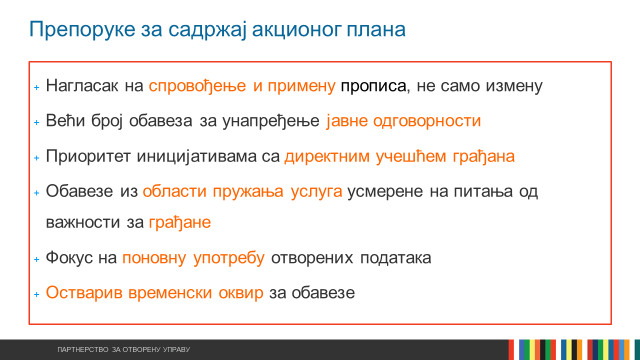 Препоруке за садржај акционог плана
+ Нагласак на спровођење и примену прописа, не само измену
+ Већи број обавеза за унапређење јавне одговорности
+ Приоритет иницијативама са директним учешћем грађана
+ Обавезе из области пружања услуга усмерене на питања од
важности за грађане
+ Фокус на поновну употребу отворених података
+ Остварив временски оквир за обавезе
ПАРТНЕРСТВО ЗА ОТВОРЕНУ УПРАВУ